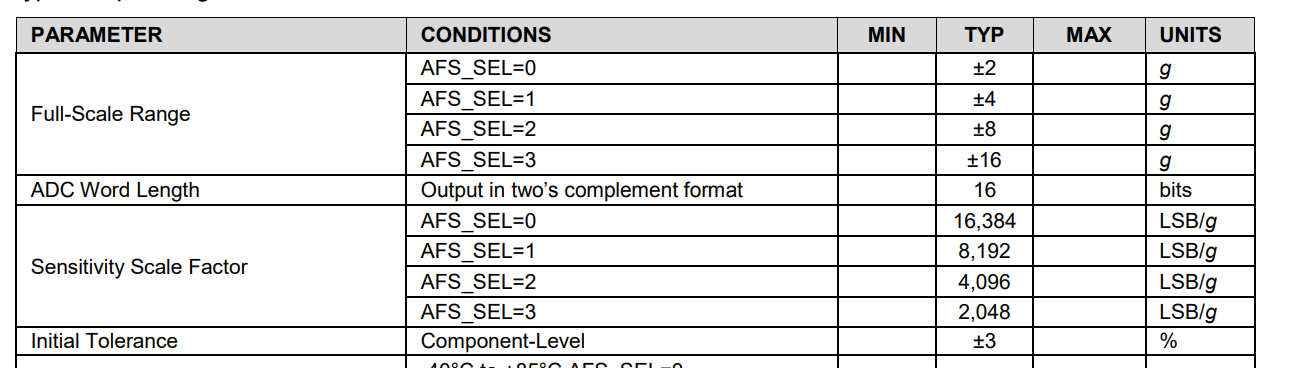 PARAMETER CONDITIONS MIN TYP MAX UNITS
Full-Scale Range
AFS_SEL=0 ±2 g
AFS_SEL=1 ±4 g
AFS_SEL=2 ±8 g
AFS_SEL=3 ±16 g
ADC Word Length Output in two's complement format 16 bits
Sensitivity Scale Factor
AFS_SEL=0 16,384 LSB/g
AFS_SEL=1 8,192 LSB/g
AFS_SEL=2 4,096 LSB/g
AFS_SEL=3 2,048 LSB/g
Initial Tolerance Component-Level ±3 %